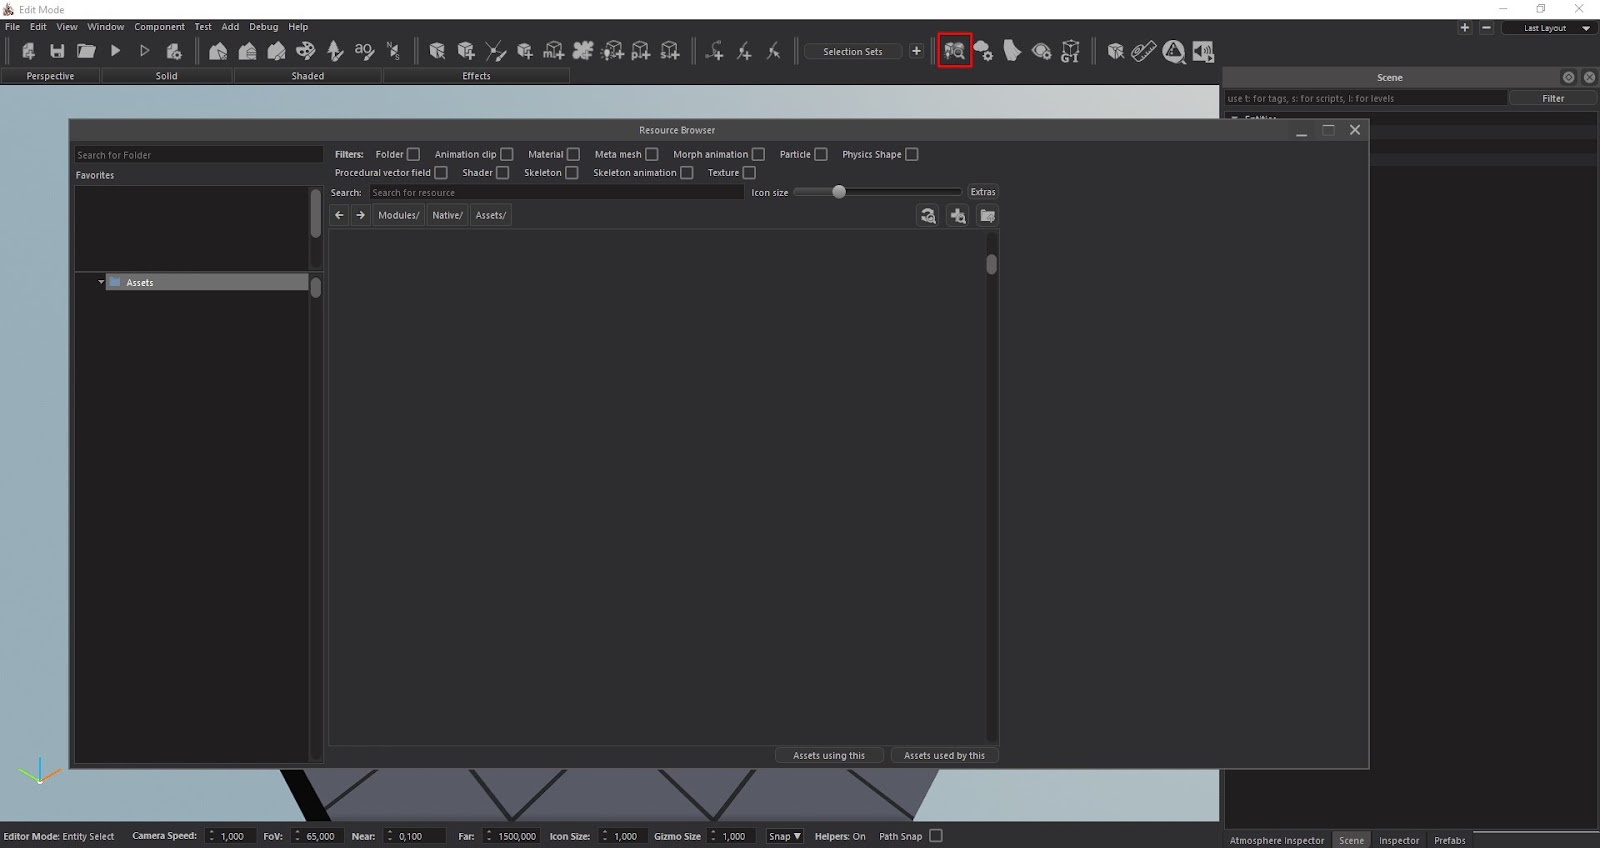 Edit Mode
File Edit View Window Component Test Add Debug Help
Last Layout
ao N S m+ p+ s+ Selection Sets GI
Perspective Solid Shaded Effects
Scene
use t: for tags, s: for scripts, l: for levels Filter
Entities
Resource Browser
Search for Folder Filters: Folder Animation clip Material Meta mesh Morph animation Particle Physics Shape
Favorites Procedural vector field Shader Skeleton Skeleton animation Texture
Search: Search for resource Icon size Extras
Modules/ Native/ Assets/
Assets
Assets using this Assets used by this
Editor Mode: Entity Select Camera Speed: 1,000 FoV: 65,000 Near: 0,100 Far: 1500,000 Icon Size: 1,000 Gizmo Size 1,000 Snap Helpers: On Path Snap
Atmosphere Inspector Scene Inspector Prefabs